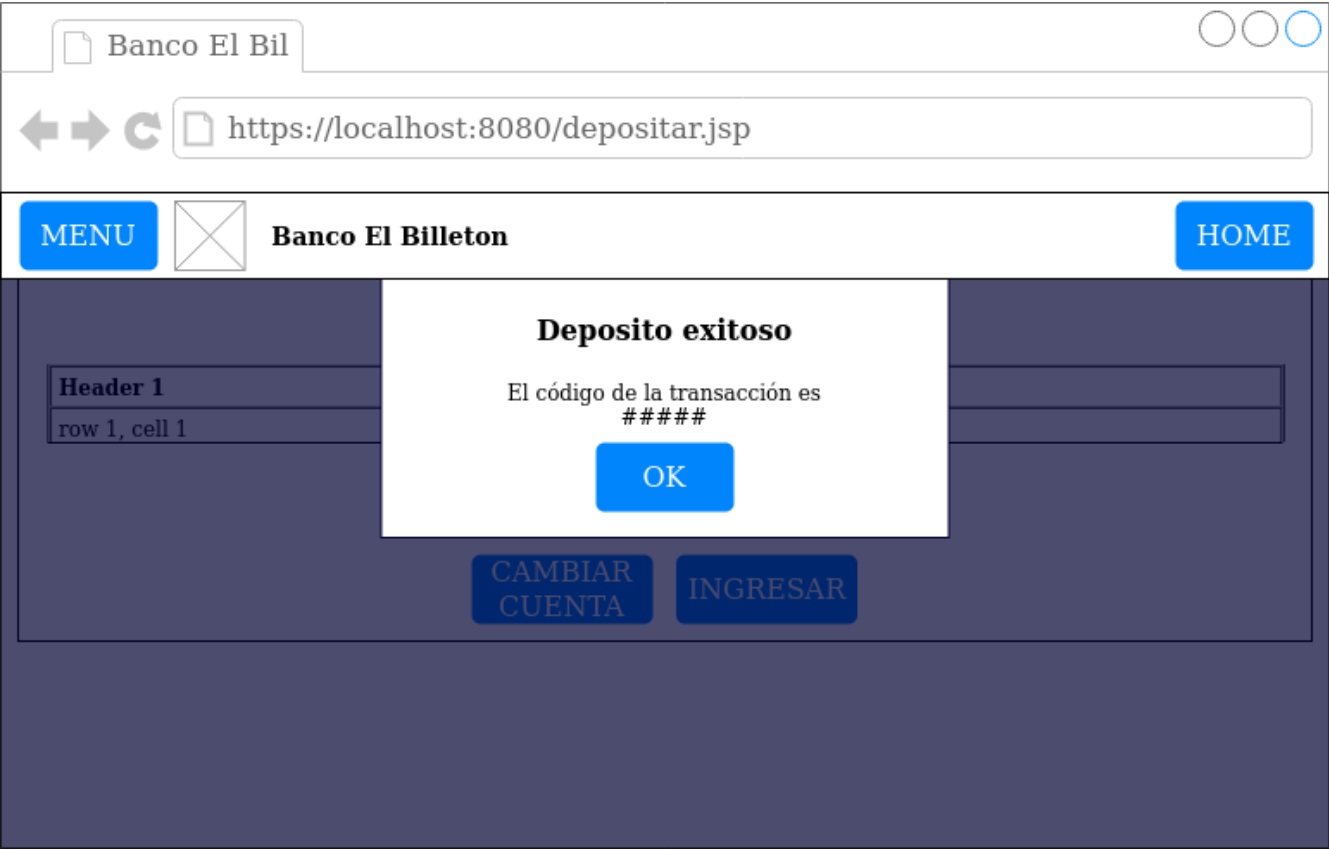 Banco El Bil
https://localhost:8080/depositar.jsp
MENU
Banco El Billeton
HOME
Deposito exitoso
Header 1
El código de la transacción es
#####
row 1, cell 1
OK
CAMBIAR
CUENTA
INGRESAR